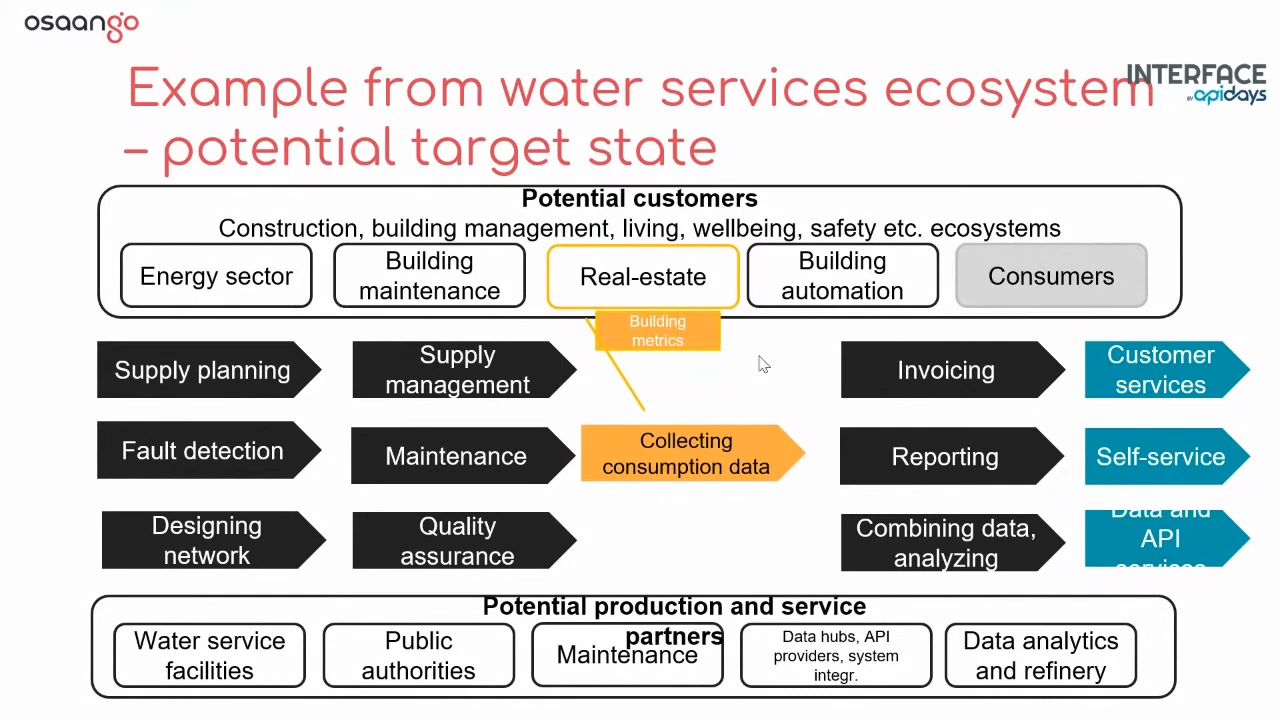 osaango
INTERFACE
BY apidays
Example from water services ecosystem
– potential target state
Potential customers
Construction, building management, living, wellbeing, safety etc. ecosystems
Energy sector
Building
maintenance
Real-estate
Building
automation
Consumers
Building
metrics
Supply planning
Supply
management
Invoicing
Customer
services
Fault detection
Maintenance
Collecting
consumption data
Reporting
Self-service
Designing
network
Quality
assurance
Combining data,
analyzing
Data and
API
services
Potential production and service
partners
Water service
facilities
Public
authorities
Maintenance
Data hubs, API
providers, system
integr.
Data analytics
and refinery